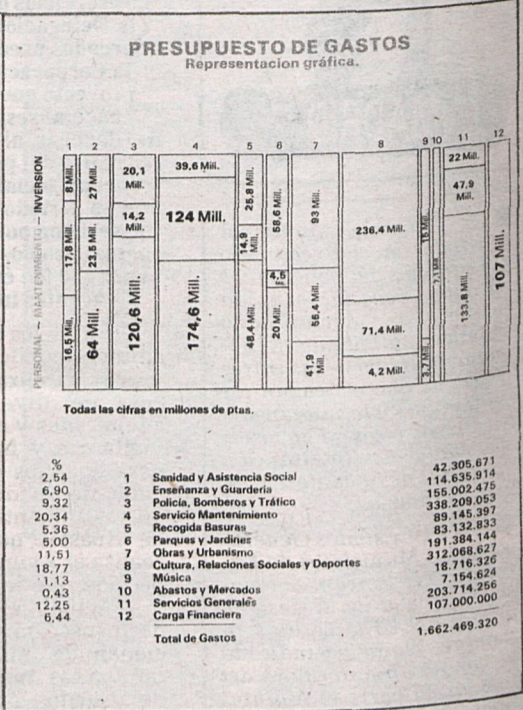 PRESUPUESTO DE GASTOS
Representacion gráfica.
1 2 3 4 5 6 7 8 9 10 11 12
PERSONAL — MANTENIMIENTO — INVERSION
8 Mill.
17,8 Mill.
16,5 Mill.
27 Mill.
23,5 Mill.
64 Mill.
20,1 Mill.
14,2 Mill.
120,6 Mill.
39,6 Mill.
124 Mill.
174,6 Mill.
25,8 Mill.
14,9 Mill.
48,4 Mill.
58,6 Mill.
4,5 Mill.
20 Mill.
93 Mill.
56,4 Mill.
41,9 Mill.
236,4 Mill.
71,4 Mill.
4,2 Mill.
15 Mill.
3,7 Mill.
7,1 Mill.
22 Mill.
47,9 Mill.
133,8 Mill.
107 Mill.
Todas las cifras en millones de ptas.
%
2,54 1 Sanidad y Asistencia Social 42.305.671
6,90 2 Enseñanza y Guarderia 114.635.914
9,32 3 Policia, Bomberos y Tráfico 155.002.475
20,34 4 Servicio Mantenimiento 338.209.053
5,36 5 Recogida Basuras 89.145.397
5,00 6 Parques y Jardines 83.132.833
11,51 7 Obras y Urbanismo 191.384.144
18,77 8 Cultura, Relaciones Sociales y Deportes 312.068.627
1,13 9 Música 18.716.326
0,43 10 Abastos y Mercados 7.154.624
12,25 11 Servicios Generales 203.714.256
6,44 12 Carga Financiera 107.000.000
Total de Gastos 1.662.469.320